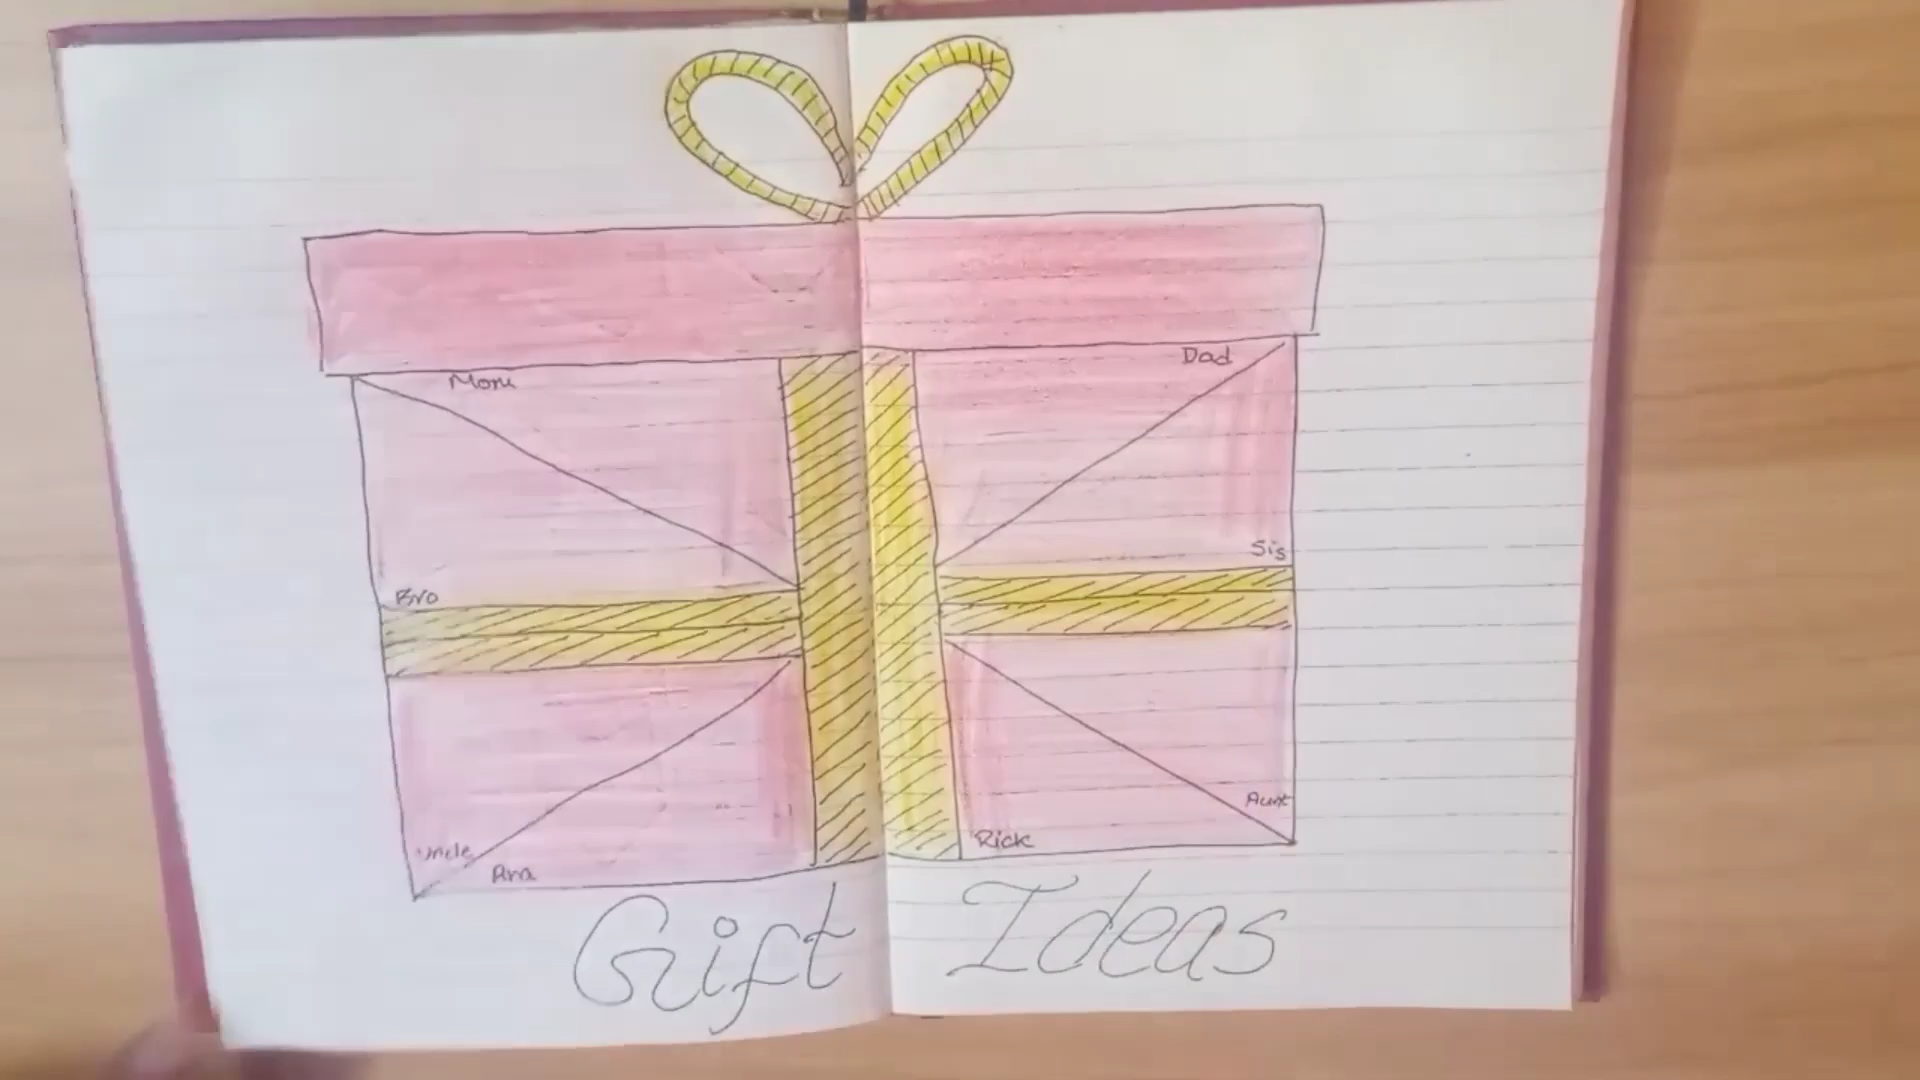 Mom
Dad
Sis
Bro
Aunt
Rick
Uncle
Ana
Gift Ideas